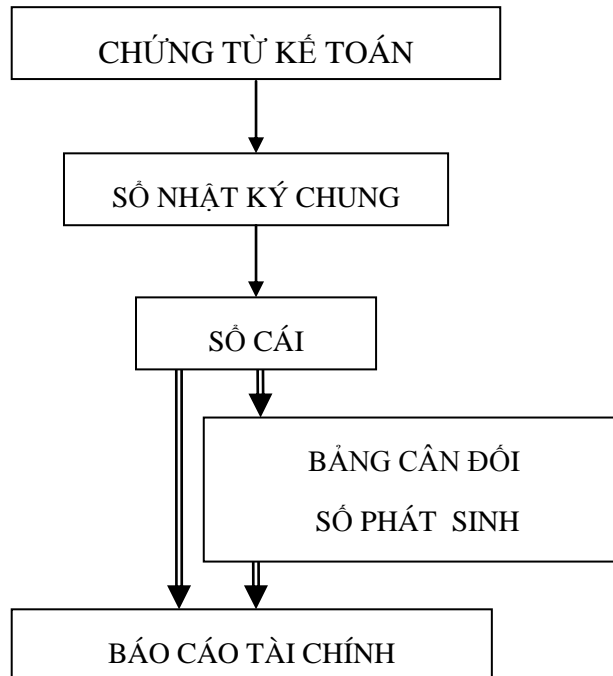 CHỨNG TỪ KẾ TOÁN
SỔ NHẬT KÝ CHUNG
SỔ CÁI
BẢNG CÂN ĐỐI
SỐ PHÁT SINH
BÁO CÁO TÀI CHÍNH